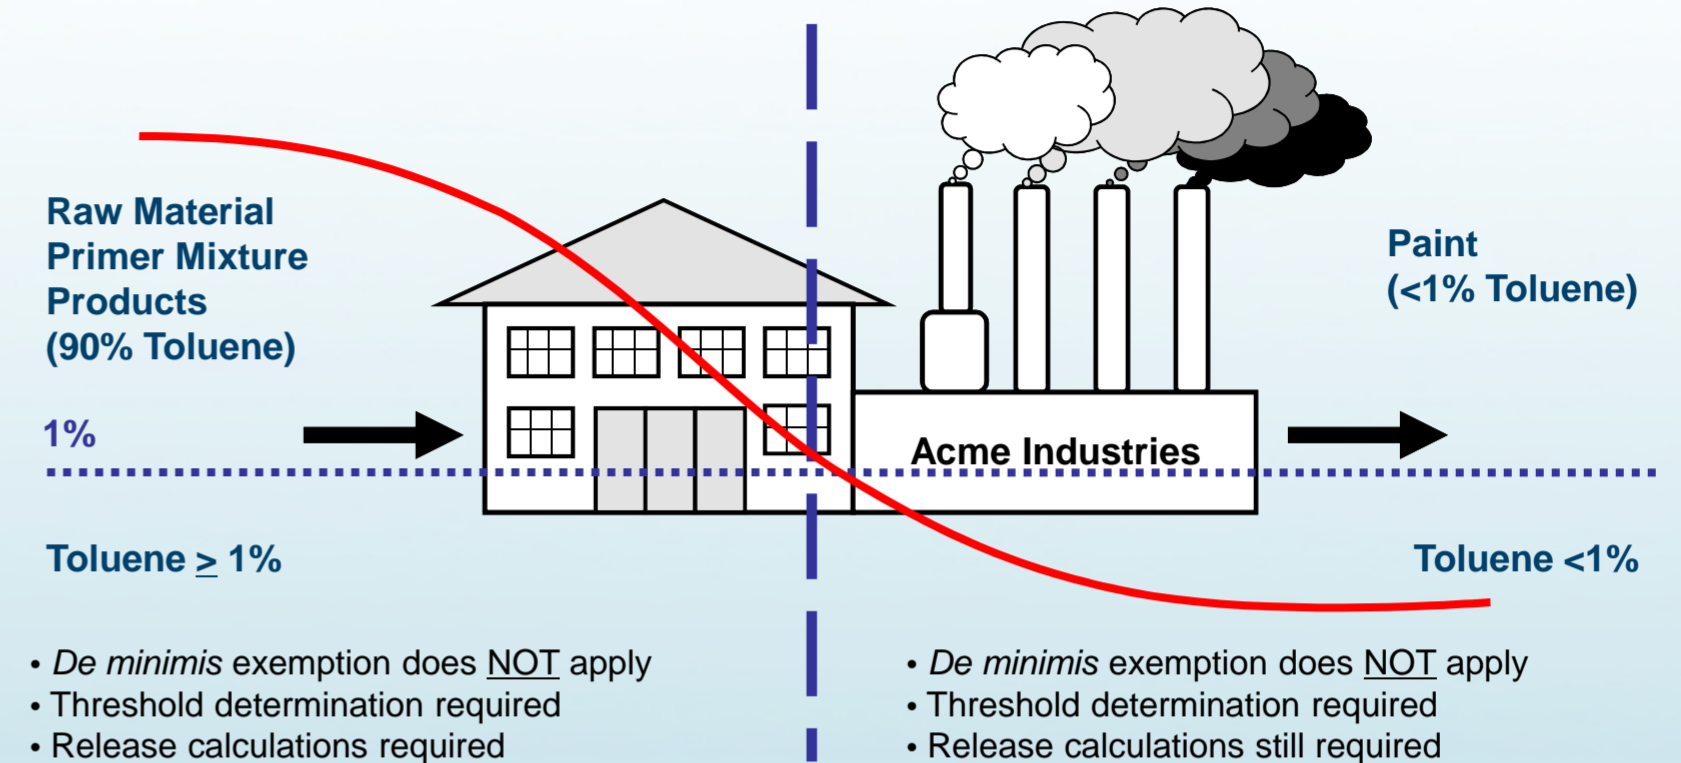 Raw Material
Primer Mixture
Products
(90% Toluene)
Paint
(<1% Toluene)
1%
Acme Industries
Toluene ≥ 1%
Toluene <1%
• De minimis exemption does NOT apply
• Threshold determination required
• Release calculations required
• De minimis exemption does NOT apply
• Threshold determination required
• Release calculations still required